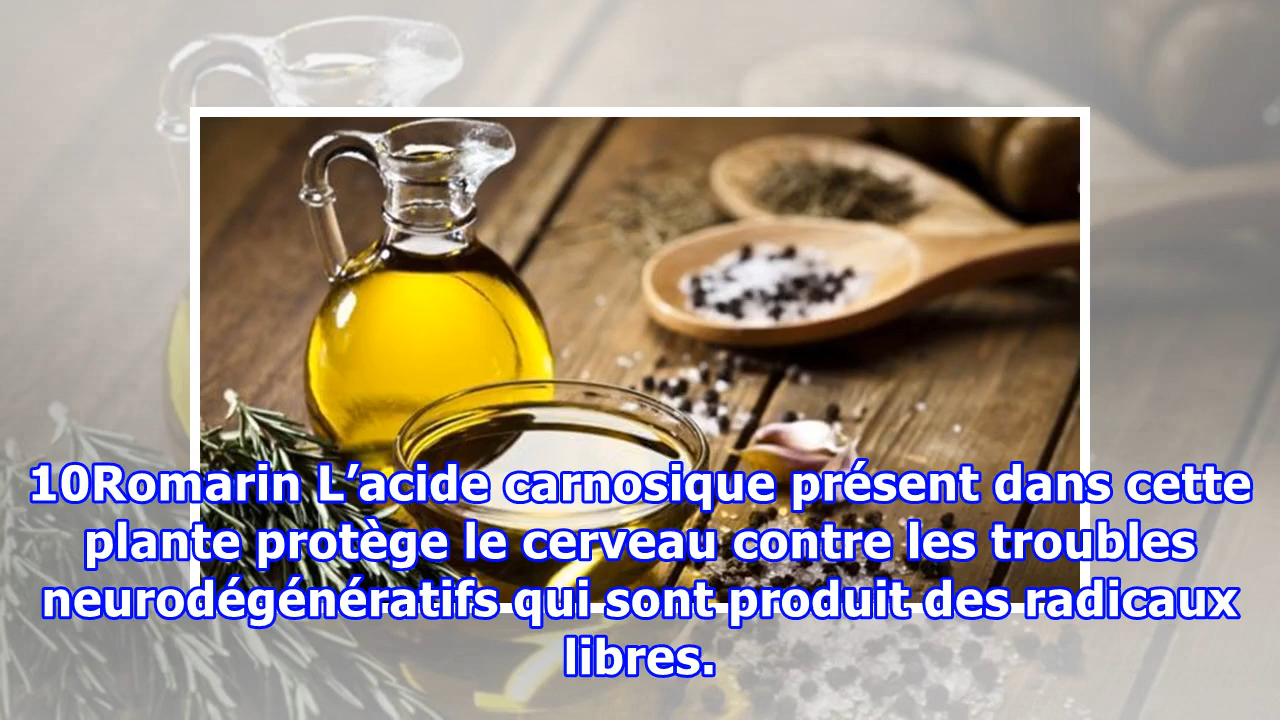 10Romarin L’acide carnosique présent dans cette
plante protège le cerveau contre les troubles
neurodégénératifs qui sont produit des radicaux
libres.